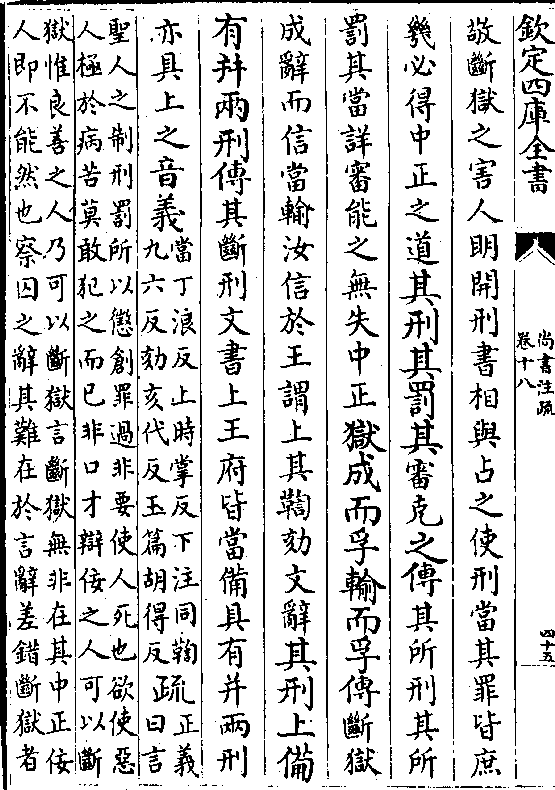 欽定四庫全書
尚書注疏
卷十八
四十五
敬斷獄之害人明開刑書相與占之使刑當其罪皆庶
㡬必得中正之道其刑其罰其審克之傳其所刑其所
罰其當詳審能之無失中正獄成而孚輸而孚傳斷獄
成辭而信當輸汝信於王謂上其鞫劾文辭其刑上備
有并兩刑傳其斷刑文書上王府皆當備具有并兩刑
亦具上之音義當丁浪反上時掌反下注同鞫
九六反劾亥代反玉篇胡得反疏正義
曰言
聖人之制刑罰所以懲創罪過非要使人死也欲使惡
人極於病苦莫敢犯之而已非口才辯佞之人可以斷
獄惟良善之人乃可以斷獄言斷獄無非在其中正佞
人即不能然也察囚之辭其難在於言辭差錯斷獄者